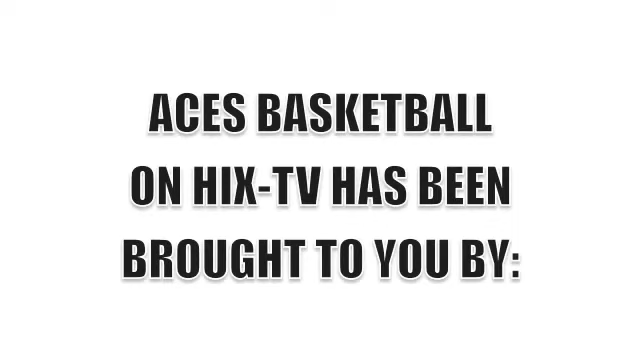 ACES BASKETBALL
ON HIX-TV HAS BEEN
BROUGHT TO YOU BY: